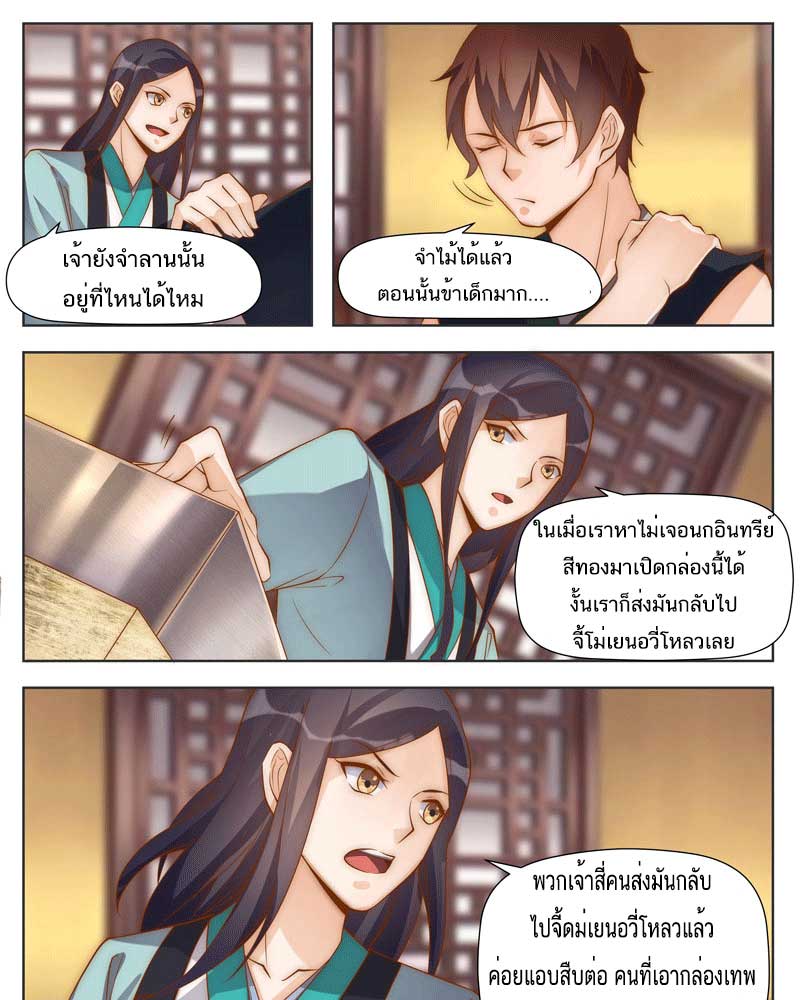 เจ้ายังจำลานนั้น
อยู่ที่ไหนได้ไหม
จำไม้ได้แล้ว
ตอนนั้นข้าเด็กมาก....
ในเมื่อเราหาไม่เจอนกอินทรีย์
สีทองมาเปิดกล่องนี้ได้
งั้นเราก็ส่งมันกลับไป
จี้โม่เยนอวี่โหลวเลย
พวกเจ้าสี่คนส่งมันกลับ
ไปจี้ดม่เยนอวี่โหลวแล้ว
ค่อยแอบสืบต่อ คนที่เอากล่องเทพ